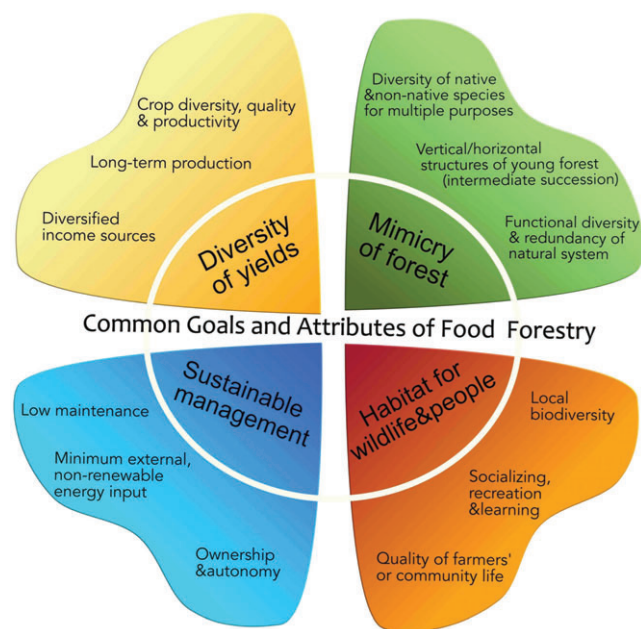 Crop diversity, quality
& productivity
Long-term production
Diversified
income sources
Diversity
of yields
Diversity of native
&non-native species
for multiple purposes
Vertical/horizontal
structures of young forest
(intermediate succession)
Functional diversity
& redundancy of
natural system
Mimicry
of forest
Common Goals and Attributes of Food Forestry
Sustainable
management
Low maintenance
Minimum external,
non-renewable
energy input
Ownership
&autonomy
Habitat for
wildlife&people
Local
biodiversity
Socializing,
recreation
&learning
Quality of farmers'
or community life